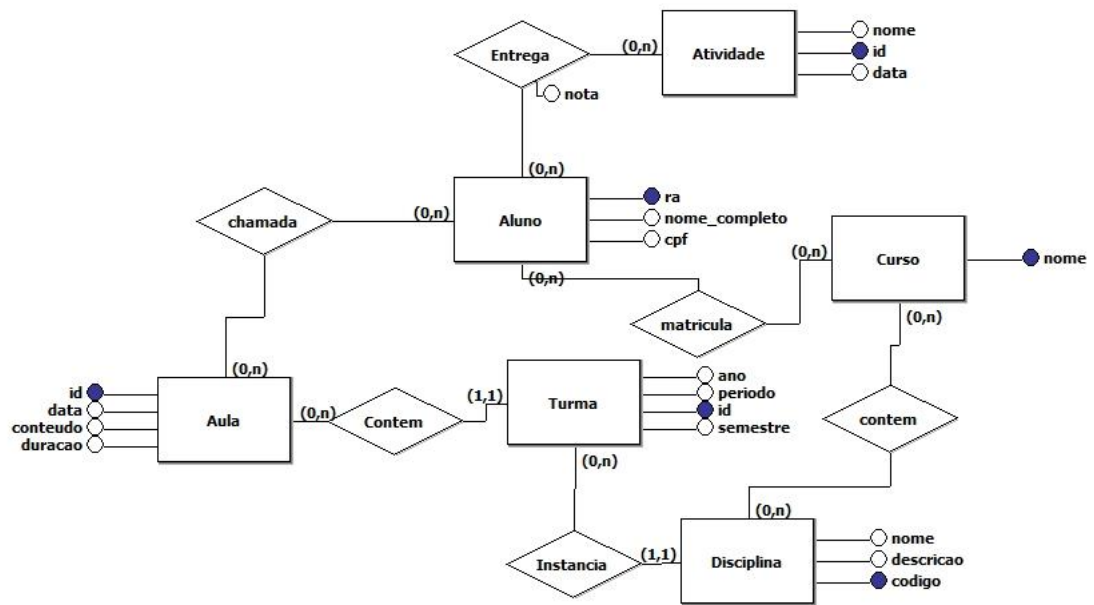 nome
Entrega
(0,n)
Atividade
id
data
nota
(0,n)
ra
chamada
(0,n)
Aluno
nome_completo
cpf
(0,n)
(0,n)
Curso
nome
matricula
(0,n)
(0,n)
ano
id
(1,1)
periodo
data
(0,n)
Contem
Turma
id
contem
conteudo
Aula
semestre
duracao
(0,n)
(0,n)
nome
Instancia
(1,1)
Disciplina
descricao
codigo